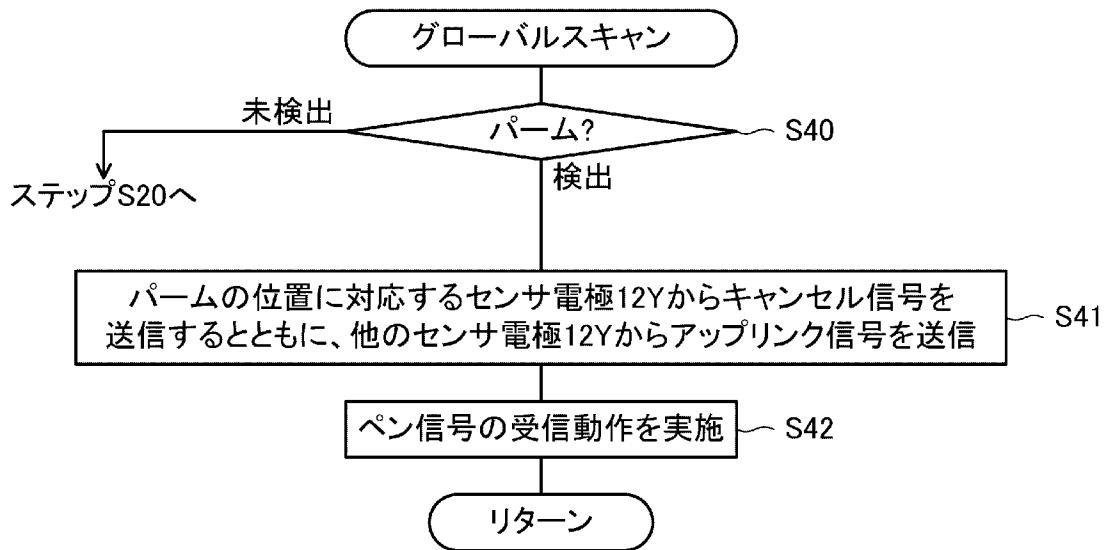 グローバルスキャン
未検出
パーム?
S40
検出
ステップS20へ
パームの位置に対応するセンサ電極12Yからキャンセル信号を
送信するとともに、他のセンサ電極12Yからアップリンク信号を送信
S41
ペン信号の受信動作を実施
S42
リターン